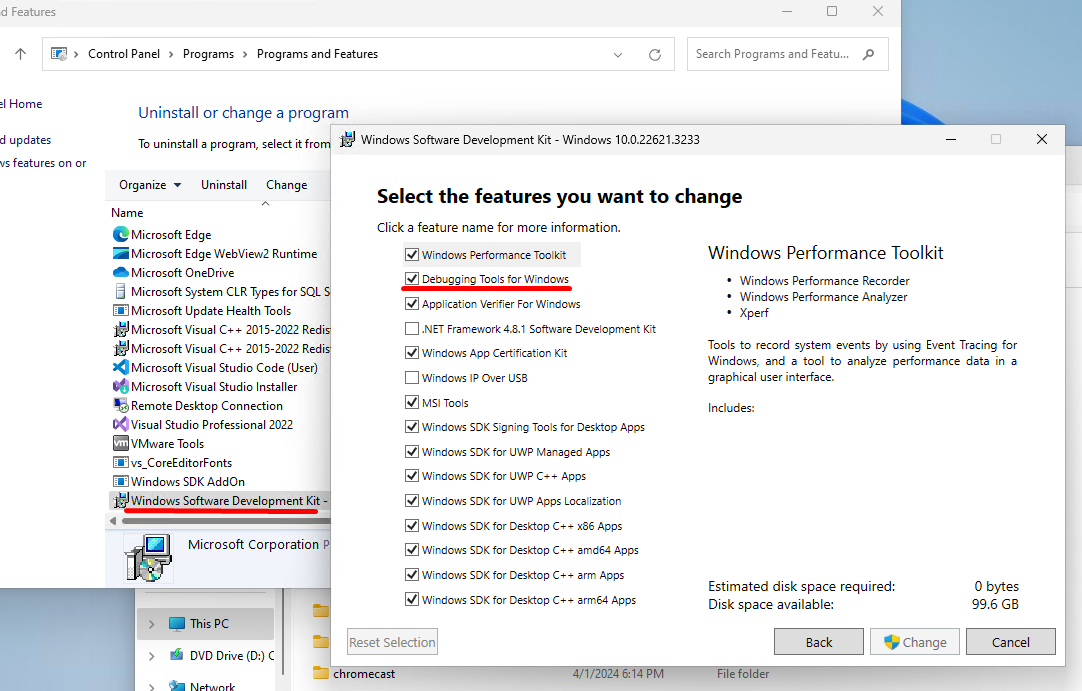 d Features
Control Panel > Programs > Programs and Features
Search Programs and Featu...
el Home
d updates
ws features on or
Uninstall or change a program
To uninstall a program, select it from
Organize
Uninstall
Change
Name
Microsoft Edge
Microsoft Edge WebView2 Runtime
Microsoft OneDrive
Microsoft System CLR Types for SQL S
Microsoft Update Health Tools
Microsoft Visual C++ 2015-2022 Redis
Microsoft Visual C++ 2015-2022 Redis
Microsoft Visual Studio Code (User)
Microsoft Visual Studio Installer
Remote Desktop Connection
Visual Studio Professional 2022
VMware Tools
vs_CoreEditorFonts
Windows SDK AddOn
Windows Software Development Kit -
Microsoft Corporation P
Windows Software Development Kit - Windows 10.0.22621.3233
Select the features you want to change
Click a feature name for more information.
Windows Performance Toolkit
Debugging Tools for Windows
Application Verifier For Windows
.NET Framework 4.8.1 Software Development Kit
Windows App Certification Kit
Windows IP Over USB
MSI Tools
Windows SDK Signing Tools for Desktop Apps
Windows SDK for UWP Managed Apps
Windows SDK for UWP C++ Apps
Windows SDK for UWP Apps Localization
Windows SDK for Desktop C++ x86 Apps
Windows SDK for Desktop C++ amd64 Apps
Windows SDK for Desktop C++ arm Apps
Windows SDK for Desktop C++ arm64 Apps
Windows Performance Toolkit
• Windows Performance Recorder
• Windows Performance Analyzer
• Xperf
Tools to record system events by using Event Tracing for
Windows, and a tool to analyze performance data in a
graphical user interface.
Includes:
Estimated disk space required: 0 bytes
Disk space available: 99.6 GB
Reset Selection
Back
Change
Cancel
This PC
DVD Drive (D:) C
Network
chromecast 4/1/2024 6:14 PM File folder